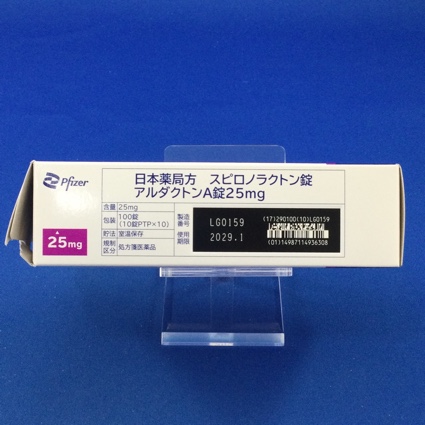 Pfizer
日本薬局方 スピロノラクトン錠
アルダクトンA錠25mg
含量 25mg
包装 100錠
(10錠PTP×10)
貯法 室温保存
規制区分 処方箋医薬品
製造番号 LG0159
使用期限 2029.1
(17)290100(10)LG0159
(01)14987114936308
25mg